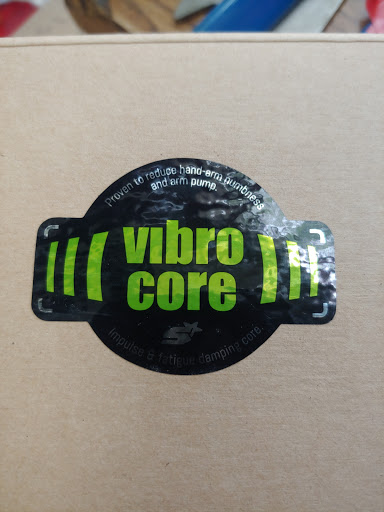 Proven to reduce hand-arm numbness
and arm pump.
vibro
core
Impulse & fatigue damping core.